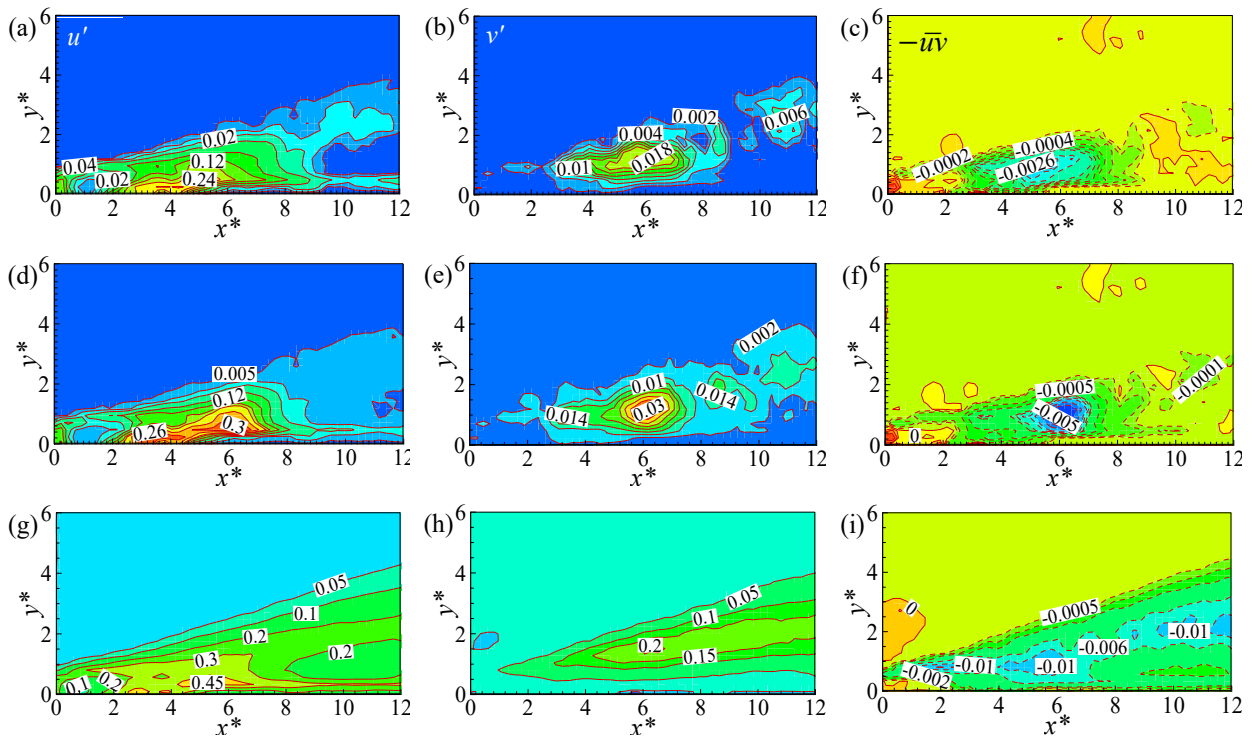 (a) u' (b) v' (c) −u̅v̅
6 6 6
0.02 0.002 0.006 -0.0004
4 4 4
y* 0.04 0.12 y* 0.004 y* -0.0002
2 2 2
0.02 0.24 0.01 0.018 -0.0026
0 0 0
0 2 4 6 8 10 12 0 2 4 6 8 10 12 0 2 4 6 8 10 12
x* x* x*
(d) (e) (f)
6 6 6
4 4 4
y* 0.005 y* 0.002 y* -0.0001
0.12 0.01 0.014 -0.0005
2 2 2
0.26 0.3 0.014 0.03 0 -0.005
0 0 0
0 2 4 6 8 10 12 0 2 4 6 8 10 12 0 2 4 6 8 10 12
x* x* x*
(g) (h) (i)
6 6 6
4 4 4
y* 0.05 y* 0.05 y* 0 -0.0005
0.1 0.1 -0.01
2 2 2
0.2 0.3 0.2 0.2 0.15 -0.006
0.1 0.2 0.45 -0.002 -0.01 -0.01
0 0 0
0 2 4 6 8 10 12 0 2 4 6 8 10 12 0 2 4 6 8 10 12
x* x* x*